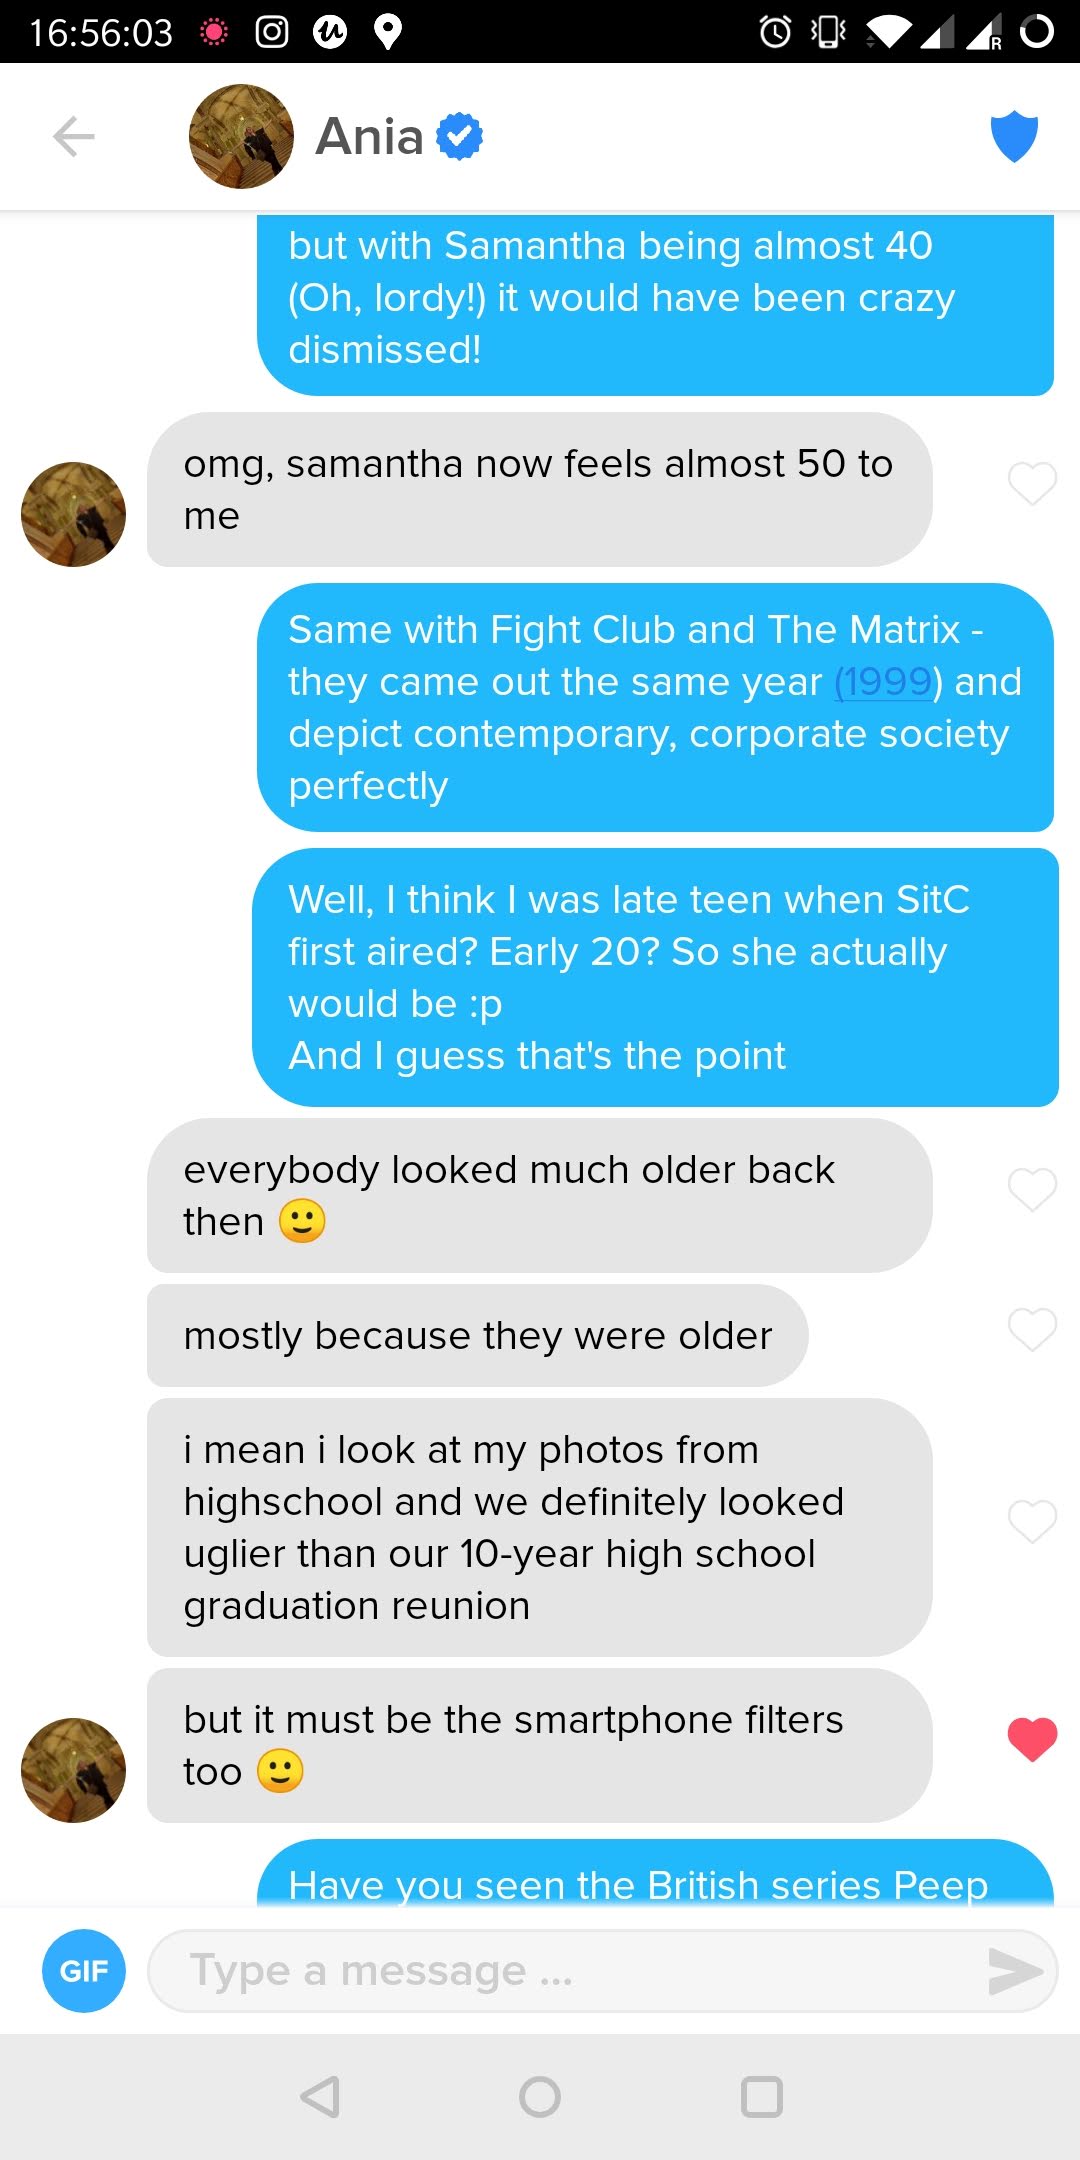 16:56:03
R
Ania
but with Samantha being almost 40
(Oh, lordy!) it would have been crazy
dismissed!
omg, samantha now feels almost 50 to
me
Same with Fight Club and The Matrix -
they came out the same year (1999) and
depict contemporary, corporate society
perfectly
Well, I think I was late teen when SitC
first aired? Early 20? So she actually
would be :p
And I guess that's the point
everybody looked much older back
then 🙂
mostly because they were older
i mean i look at my photos from
highschool and we definitely looked
uglier than our 10-year high school
graduation reunion
but it must be the smartphone filters
too 🙂
Have you seen the British series Peep
GIF
Type a message ...